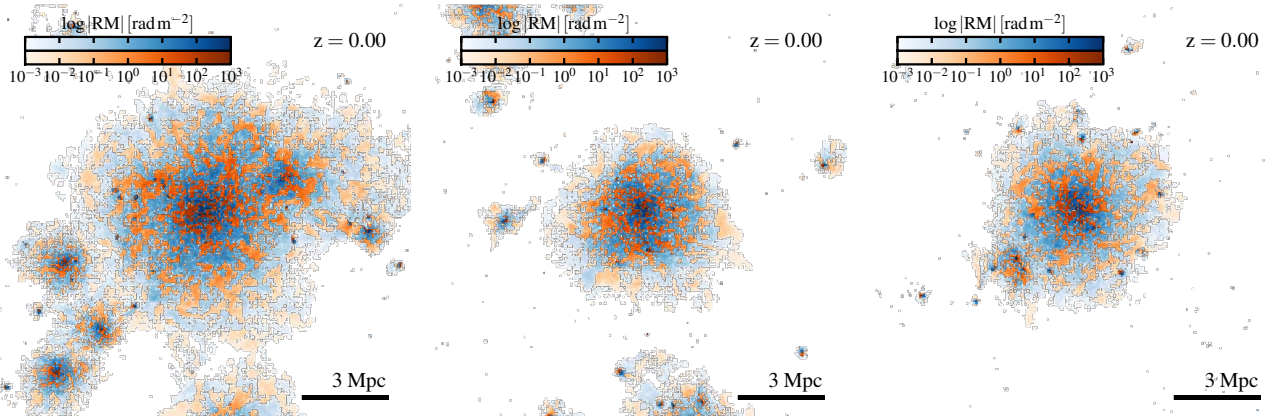 log |RM| [rad m⁻²]
z = 0.00
10⁻³ 10⁻² 10⁻¹ 10⁰ 10¹ 10² 10³
3 Mpc
log |RM| [rad m⁻²]
z = 0.00
10⁻³ 10⁻² 10⁻¹ 10⁰ 10¹ 10² 10³
3 Mpc
log |RM| [rad m⁻²]
z = 0.00
10⁻³ 10⁻² 10⁻¹ 10⁰ 10¹ 10² 10³
3 Mpc